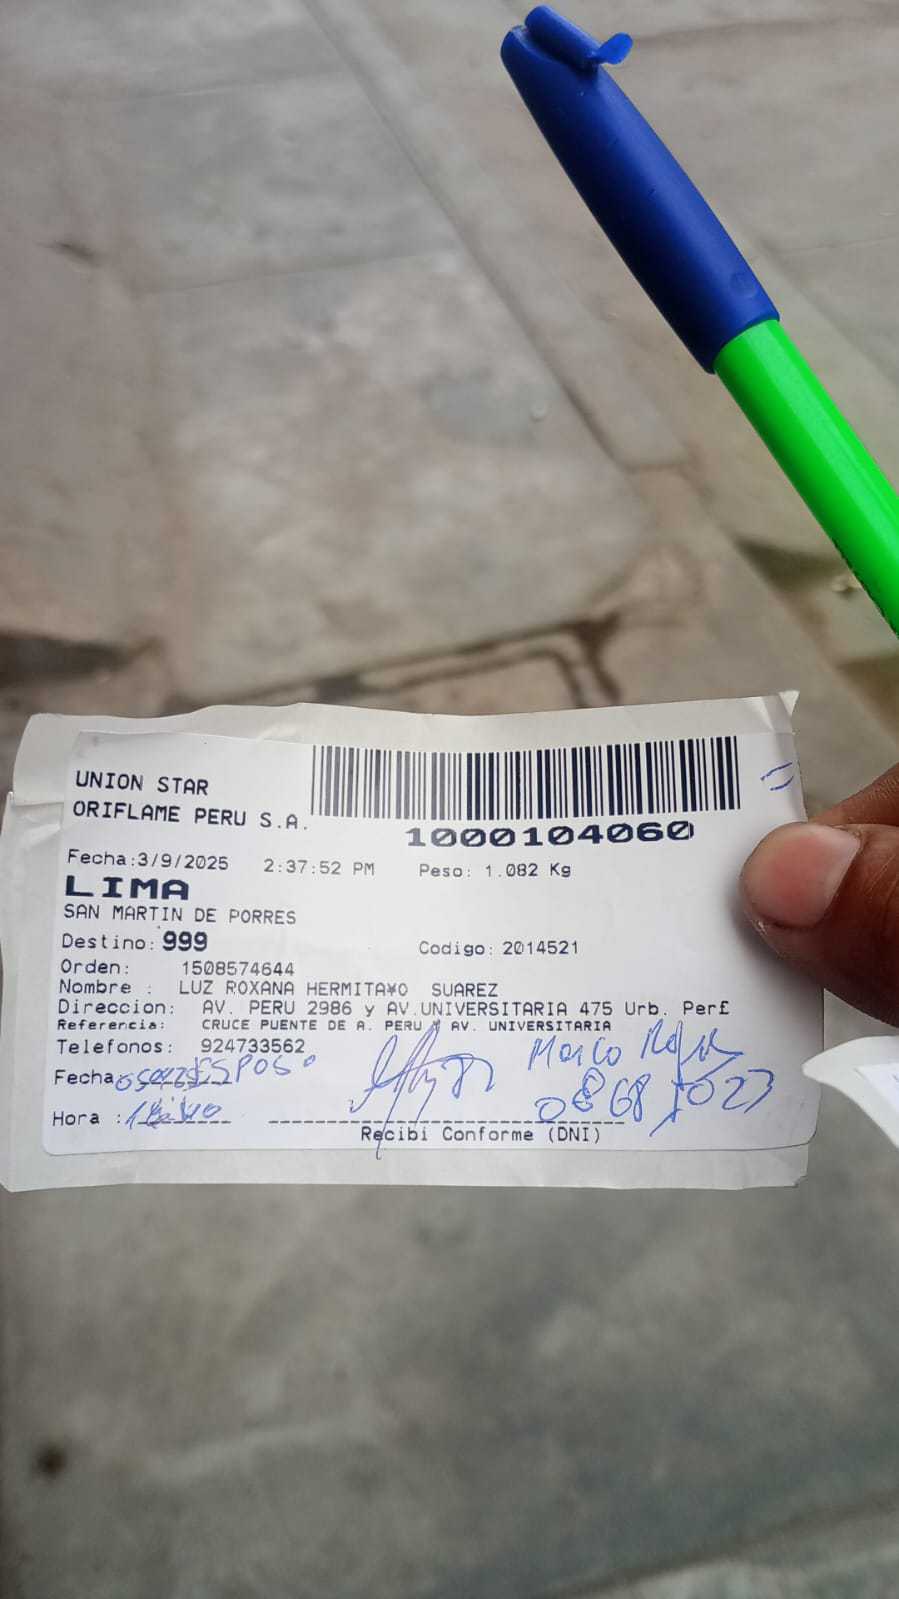 UNION STAR
ORIFLAME PERU S.A.
1000104060
Fecha:3/9/2025 2:37:52 PM Peso: 1.082 Kg
LIMA
SAN MARTIN DE PORRES
Destino: 999 Codigo: 2014521
Orden: 1508574644
Nombre : LUZ ROXANA HERMITA¥O SUAREZ
Direccion: AV. PERU 2986 y AV.UNIVERSITARIA 475 Urb. Per£
Referencia: CRUCE PUENTE DE A. PERU Y AV. UNIVERSITARIA
Telefonos: 924733562
Fecha: ESPOSO Marco
Hora :
Recibi Conforme (DNI)